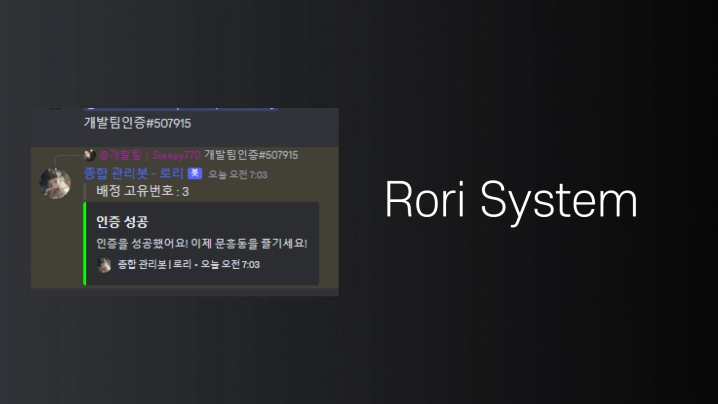 개발팀인증#507915
@개발팀 | Sleepy770 개발팀인증#507915
종합 관리봇 - 로리 봇 오늘 오전 7:03
배정 고유번호 : 3
인증 성공
인증을 성공했어요! 이제 문홍동을 즐기세요!
종합 관리봇 | 로리 - 오늘 오전 7:03
Rori System